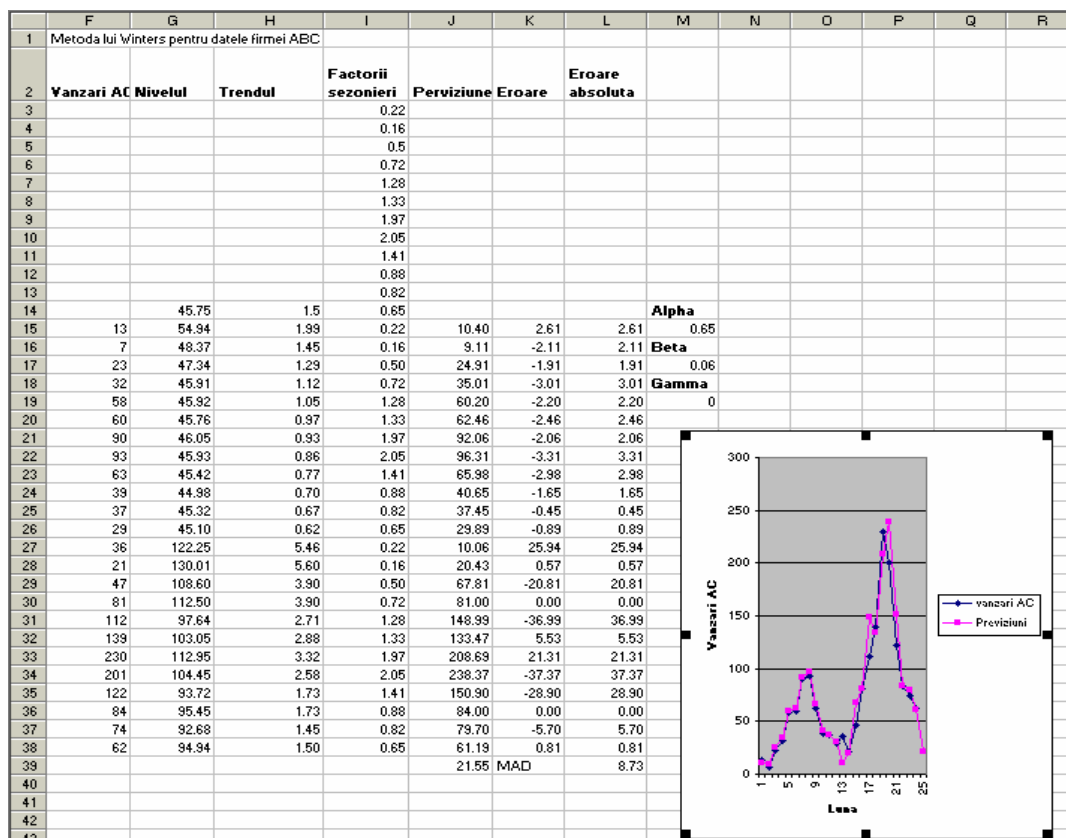 F G H I J K L M N O P Q R
1 Metoda lui Winters pentru datele firmei ABC
2 Vanzari AC Nivelul Trendul Factorii sezonieri Perviziune Eroare Eroare absoluta
3 0.22
4 0.16
5 0.5
6 0.72
7 1.28
8 1.33
9 1.97
10 2.05
11 1.41
12 0.88
13 0.82
14 45.75 1.5 0.65 Alpha
15 13 54.94 1.99 0.22 10.40 2.61 2.61 0.65
16 7 48.37 1.45 0.16 9.11 -2.11 2.11 Beta
17 23 47.34 1.29 0.50 24.91 -1.91 1.91 0.06
18 32 45.91 1.12 0.72 35.01 -3.01 3.01 Gamma
19 58 45.92 1.05 1.28 60.20 -2.20 2.20 0
20 60 45.76 0.97 1.33 62.46 -2.46 2.46
21 90 46.05 0.93 1.97 92.06 -2.06 2.06
22 93 45.93 0.86 2.05 96.31 -3.31 3.31
23 63 45.42 0.77 1.41 65.98 -2.98 2.98
24 39 44.98 0.70 0.88 40.65 -1.65 1.65
25 37 45.32 0.67 0.82 37.45 -0.45 0.45
26 29 45.10 0.62 0.65 29.89 -0.89 0.89
27 36 122.25 5.46 0.22 10.06 25.94 25.94
28 21 130.01 5.60 0.16 20.43 0.57 0.57
29 47 108.60 3.90 0.50 67.81 -20.81 20.81
30 81 112.50 3.90 0.72 81.00 0.00 0.00
31 112 97.64 2.71 1.28 148.99 -36.99 36.99
32 139 103.05 2.88 1.33 133.47 5.53 5.53
33 230 112.95 3.32 1.97 208.69 21.31 21.31
34 201 104.45 2.58 2.05 238.37 -37.37 37.37
35 122 93.72 1.73 1.41 150.90 -28.90 28.90
36 84 95.45 1.73 0.88 84.00 0.00 0.00
37 74 92.68 1.45 0.82 79.70 -5.70 5.70
38 62 94.94 1.50 0.65 61.19 0.81 0.81
39 21.55 MAD 8.73
40
41
42
43
300
250
200
150
100
50
0
Vanzari AC
1 5 9 13 17 21 25
Luna
vanzari AC
Previziuni